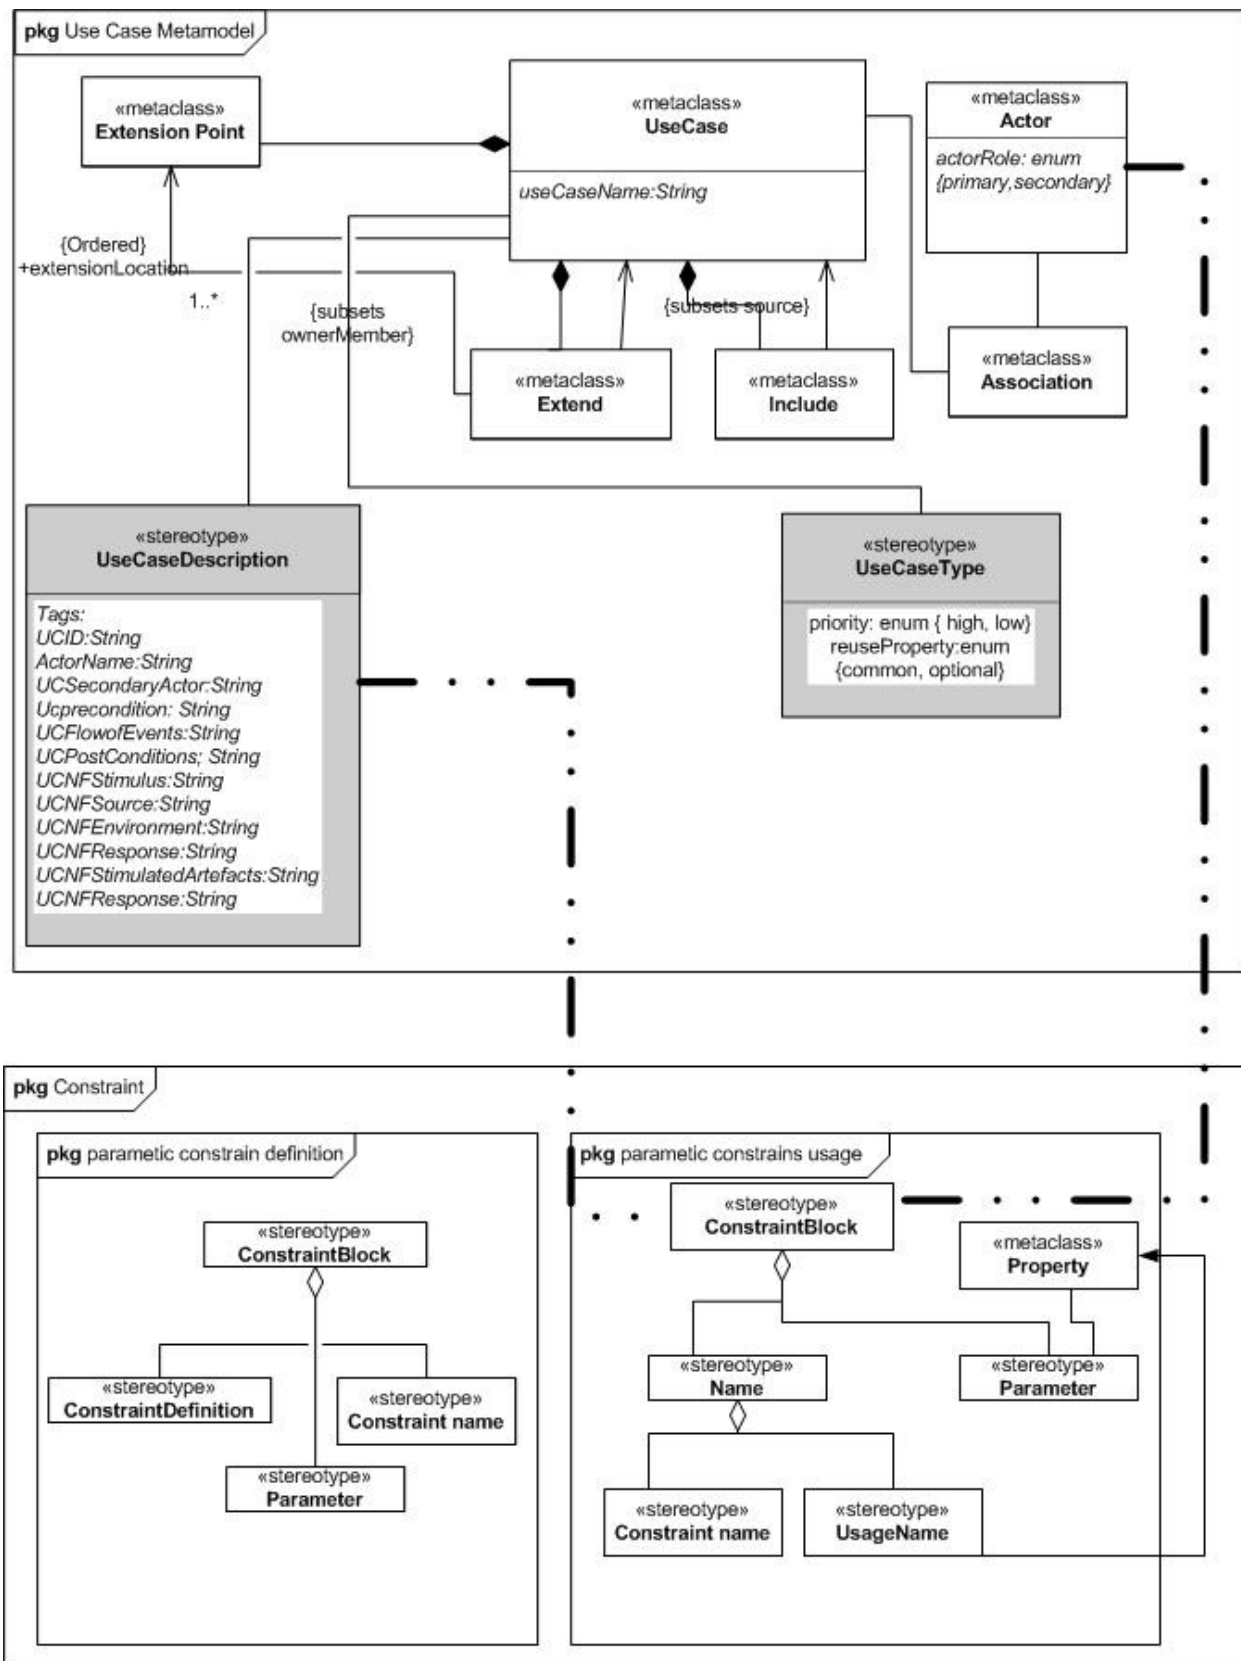 pkg Use Case Metamodel
«metaclass»
Extension Point
«metaclass»
UseCase
useCaseName:String
«metaclass»
Actor
actorRole: enum
{primary,secondary}
{Ordered}
+extensionLocation
1..*
{subsets
ownerMember}
{subsets source}
«metaclass»
Extend
«metaclass»
Include
«metaclass»
Association
«stereotype»
UseCaseDescription
Tags:
UCID:String
ActorName:String
UCSecondaryActor:String
Ucprecondition: String
UCFlowofEvents:String
UCPostConditions; String
UCNFStimulus:String
UCNFSource:String
UCNFEnvironment:String
UCNFResponse:String
UCNFStimulatedArtefacts:String
UCNFResponse:String
«stereotype»
UseCaseType
priority: enum { high, low}
reuseProperty:enum
{common, optional}
pkg Constraint
pkg parametic constrain definition
«stereotype»
ConstraintBlock
«stereotype»
ConstraintDefinition
«stereotype»
Constraint name
«stereotype»
Parameter
pkg parametic constrains usage
«stereotype»
ConstraintBlock
«metaclass»
Property
«stereotype»
Name
«stereotype»
Parameter
«stereotype»
Constraint name
«stereotype»
UsageName